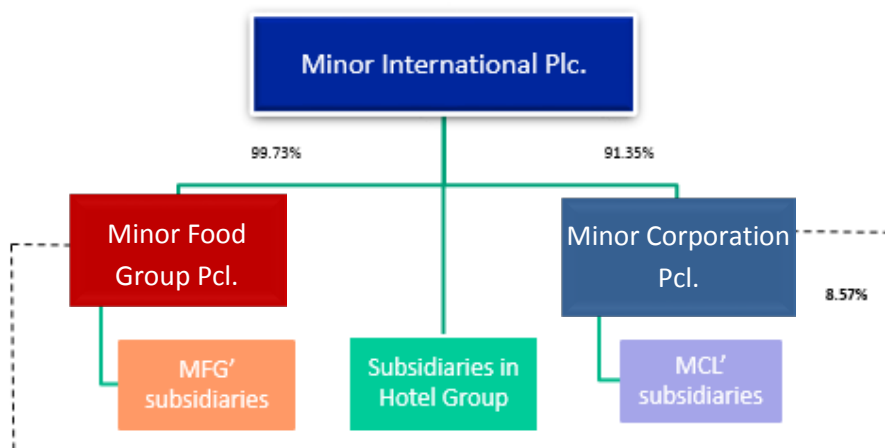 Minor International Plc.
99.73%
91.35%
Minor Food
Group Pcl.
Minor Corporation
Pcl.
8.57%
MFG'
subsidiaries
Subsidiaries in
Hotel Group
MCL'
subsidiaries